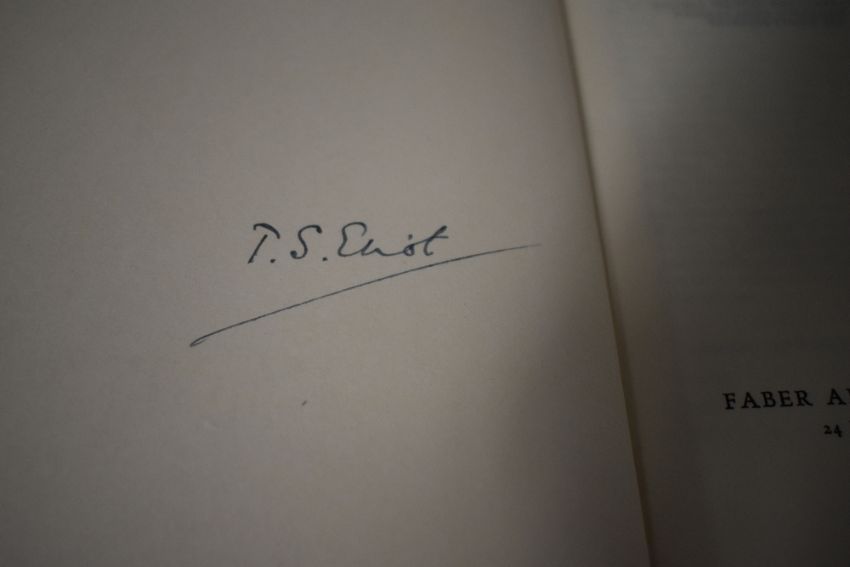 T.S. Eliot
FABER
24